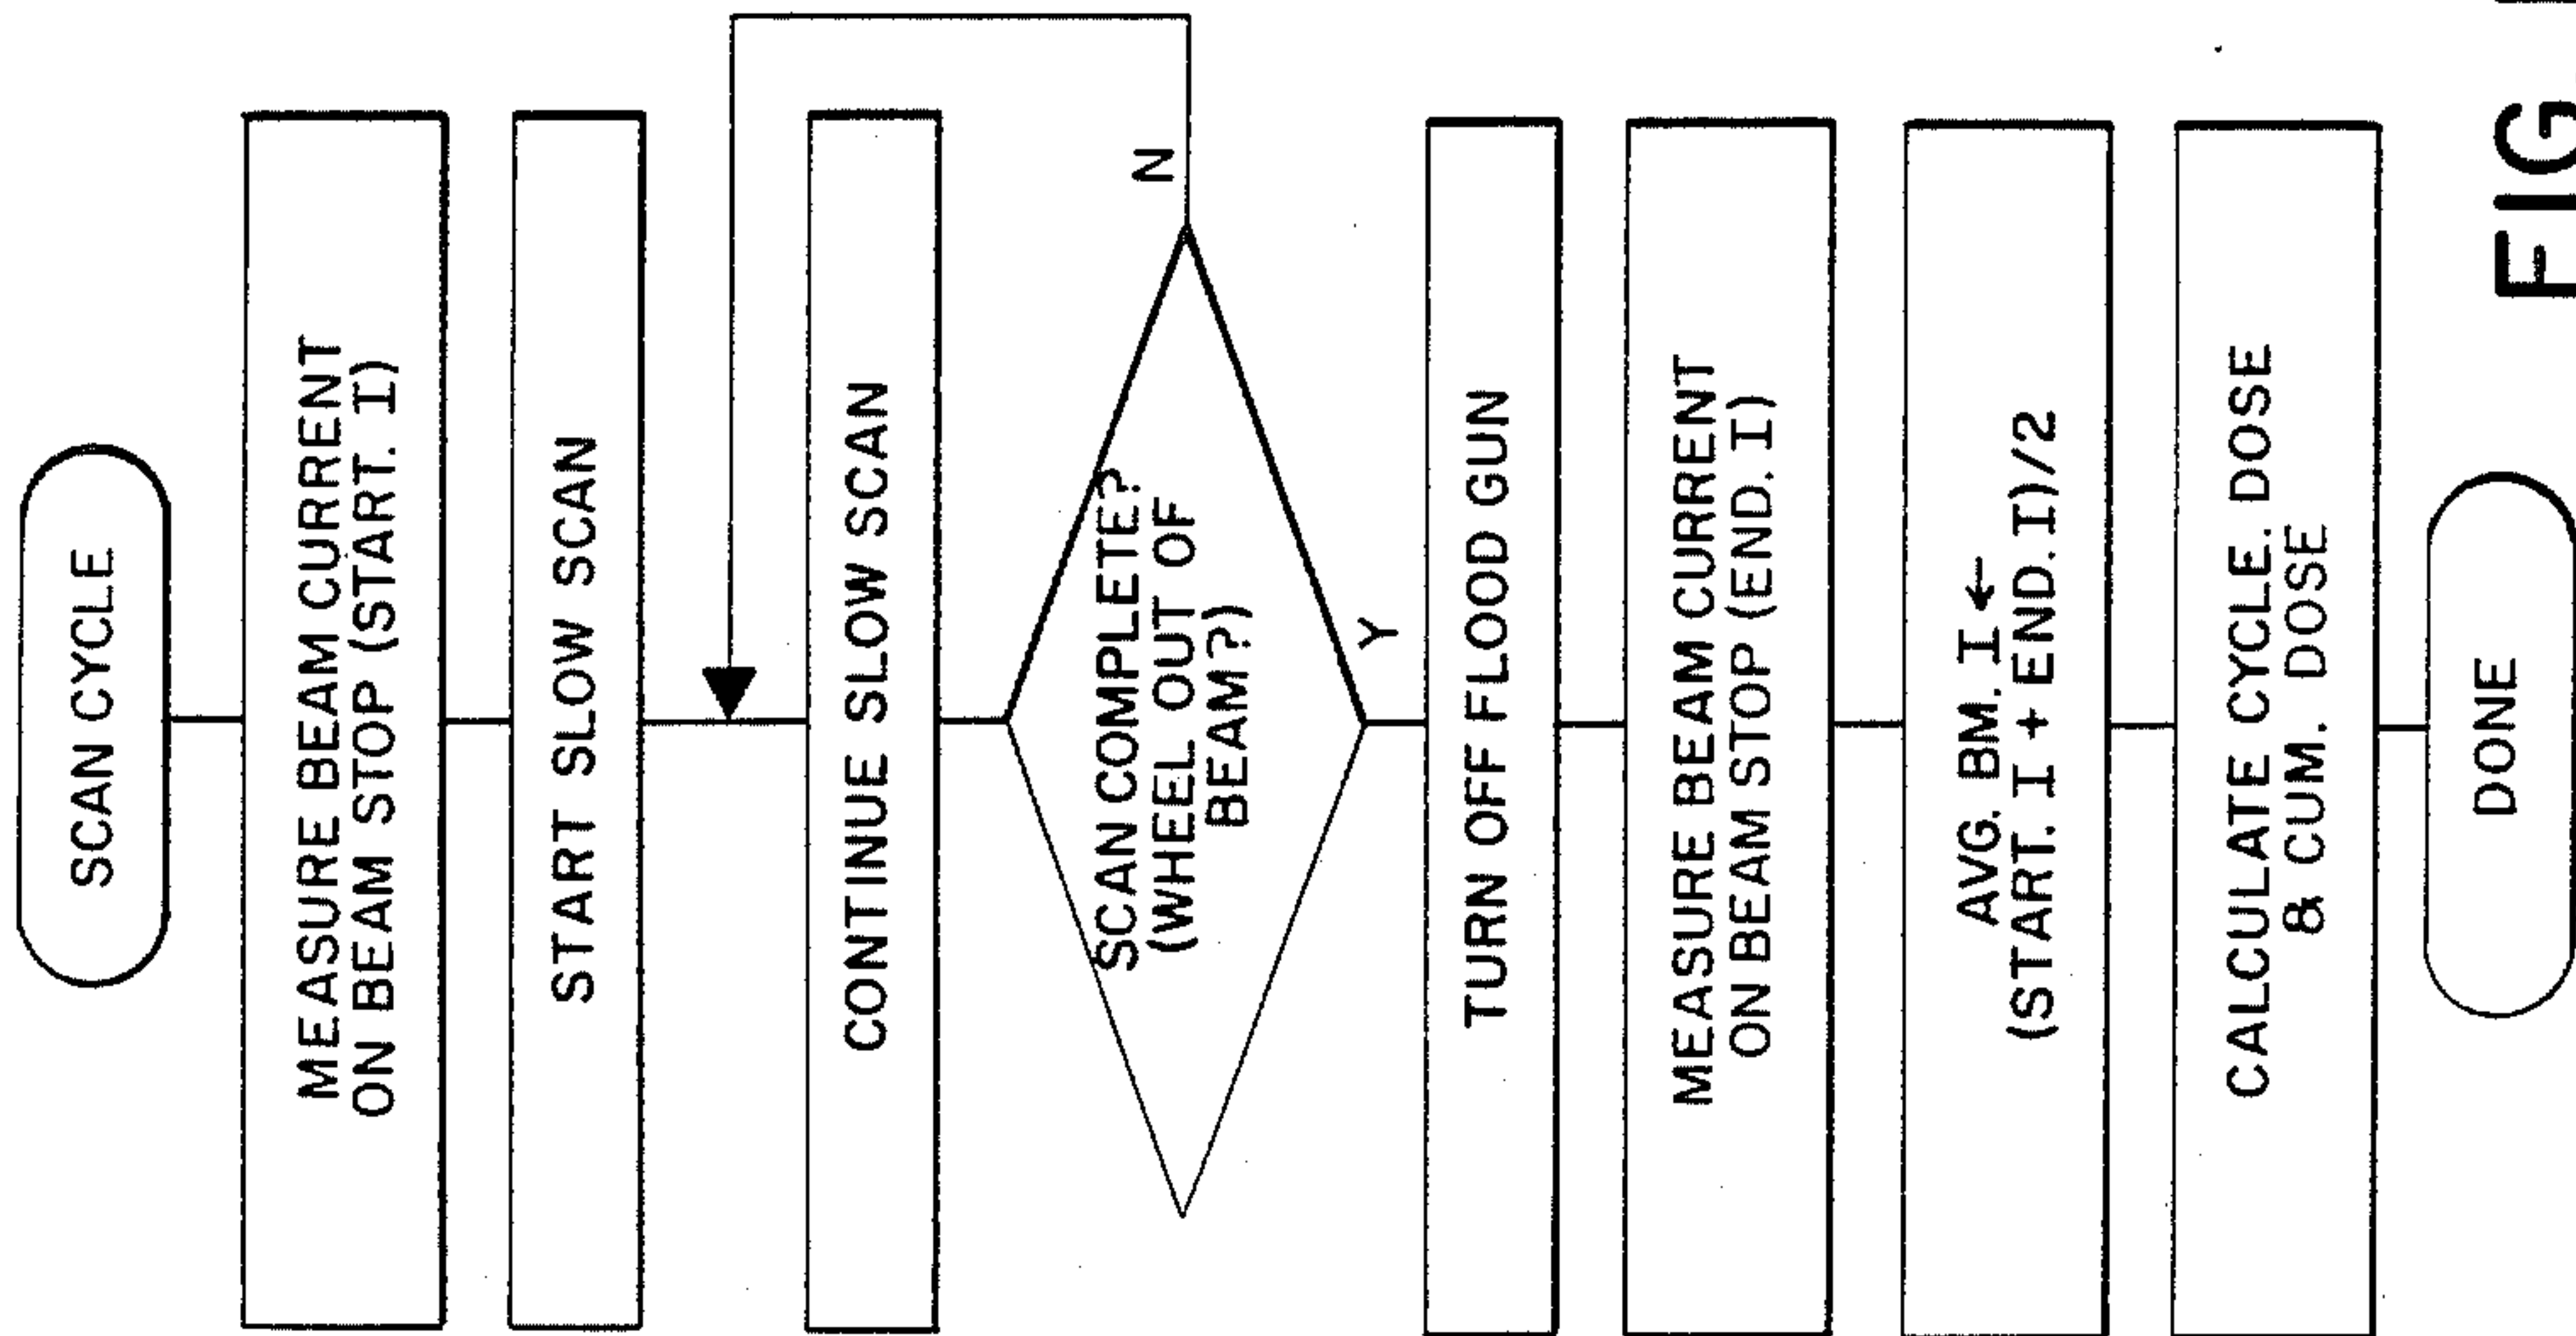 SCAN CYCLE
MEASURE BEAM CURRENT
ON BEAM STOP (START. I)
START SLOW SCAN
CONTINUE SLOW SCAN
SCAN COMPLETE?
(WHEEL OUT OF
BEAM?)
N
Y
TURN OFF FLOOD GUN
MEASURE BEAM CURRENT
ON BEAM STOP (END. I)
AVG. BM. I ←
(START. I + END. I)/2
CALCULATE CYCLE. DOSE
& CUM. DOSE
DONE
FIG.